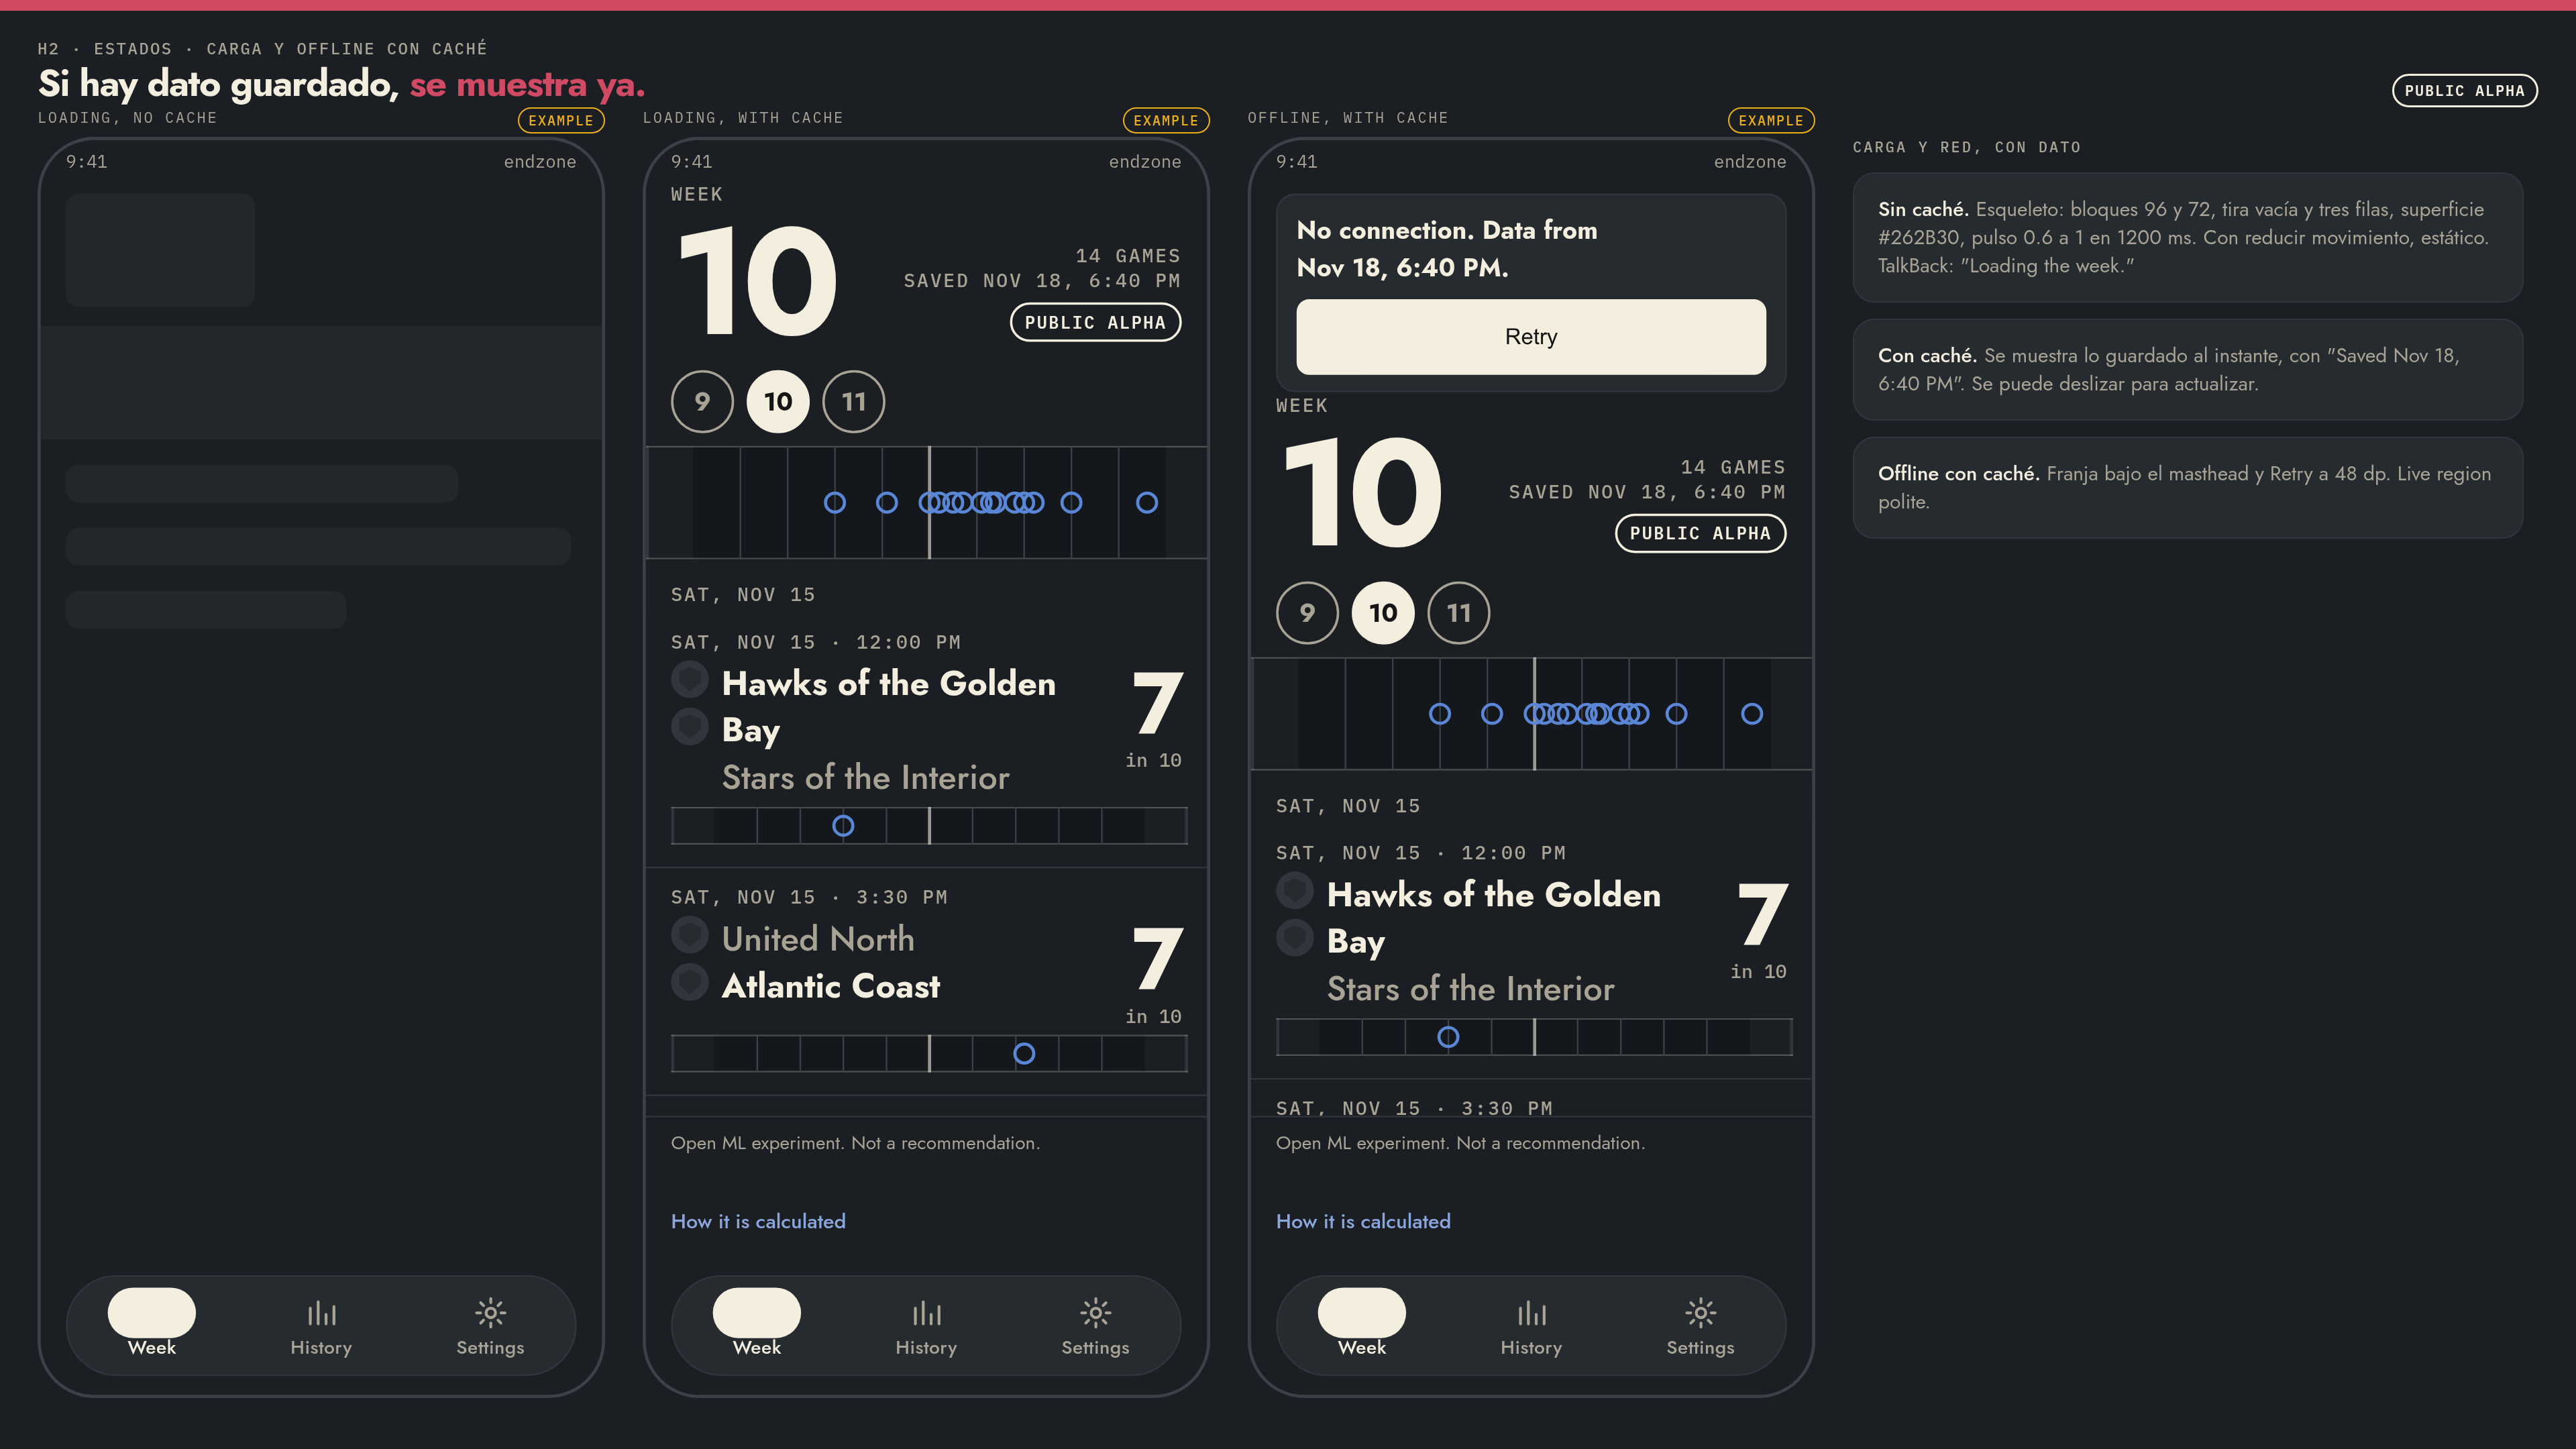 H2 · ESTADOS · CARGA Y OFFLINE CON CACHÉ
Si hay dato guardado, se muestra ya.
PUBLIC ALPHA
LOADING, NO CACHE
EXAMPLE
9:41
endzone
Week
History
Settings
LOADING, WITH CACHE
EXAMPLE
9:41
endzone
WEEK
10
14 GAMES
SAVED NOV 18, 6:40 PM
PUBLIC ALPHA
9
10
11
SAT, NOV 15
SAT, NOV 15 · 12:00 PM
Hawks of the Golden
Bay
Stars of the Interior
7
in 10
SAT, NOV 15 · 3:30 PM
United North
Atlantic Coast
7
in 10
Open ML experiment. Not a recommendation.
How it is calculated
Week
History
Settings
OFFLINE, WITH CACHE
EXAMPLE
9:41
endzone
No connection. Data from
Nov 18, 6:40 PM.
Retry
WEEK
10
14 GAMES
SAVED NOV 18, 6:40 PM
PUBLIC ALPHA
9
10
11
SAT, NOV 15
SAT, NOV 15 · 12:00 PM
Hawks of the Golden
Bay
Stars of the Interior
7
in 10
SAT, NOV 15 · 3:30 PM
Open ML experiment. Not a recommendation.
How it is calculated
Week
History
Settings
CARGA Y RED, CON DATO
Sin caché. Esqueleto: bloques 96 y 72, tira vacía y tres filas, superficie
#262B30, pulso 0.6 a 1 en 1200 ms. Con reducir movimiento, estático.
TalkBack: "Loading the week."
Con caché. Se muestra lo guardado al instante, con "Saved Nov 18,
6:40 PM". Se puede deslizar para actualizar.
Offline con caché. Franja bajo el masthead y Retry a 48 dp. Live region
polite.